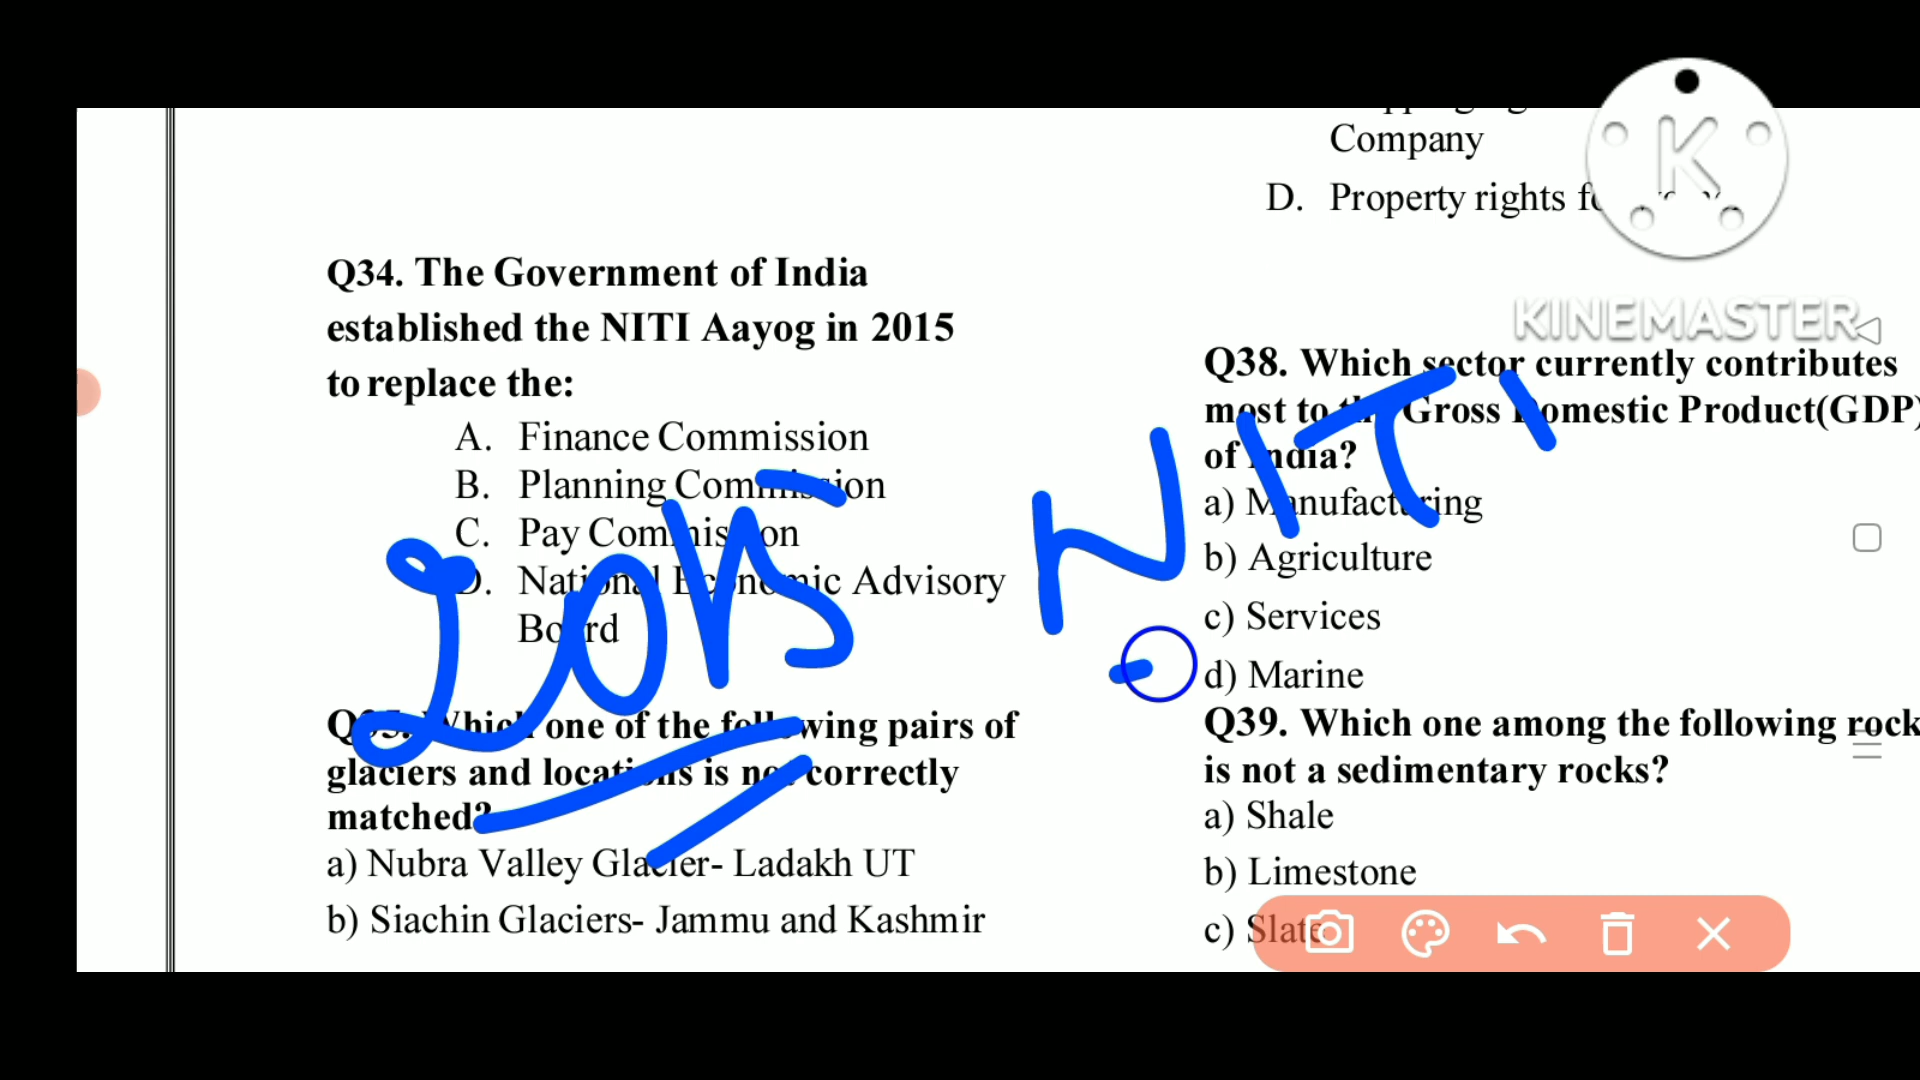 Q34. The Government of India
established the NITI Aayog in 2015
to replace the:
A. Finance Commission
B. Planning Commission
C. Pay Commission
D. National Economic Advisory
Board
2015
Q35. Which one of the following pairs of
glaciers and locations is not correctly
matched?
a) Nubra Valley Glacier- Ladakh UT
b) Siachin Glaciers- Jammu and Kashmir
Company
D. Property rights
K
KINEMASTER
Q38. Which sector currently contributes
most to the Gross Domestic Product(GDP)
of India?
NITI
a) Manufacturing
b) Agriculture
c) Services
d) Marine
Q39. Which one among the following rock
is not a sedimentary rocks?
a) Shale
b) Limestone
c) Slate